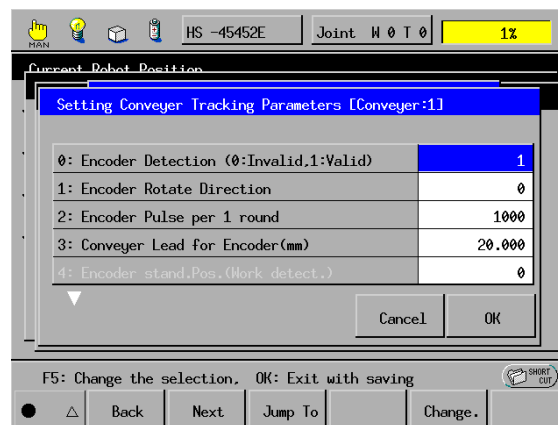 MAN
HS -45452E
Joint W 0 T 0
1%
Current Robot Position
Setting Conveyer Tracking Parameters [Conveyer:1]
0: Encoder Detection (0:Invalid,1:Valid) 1
1: Encoder Rotate Direction 0
2: Encoder Pulse per 1 round 1000
3: Conveyer Lead for Encoder(mm) 20.000
4: Encoder stand.Pos.(Work detect.) 0
Cancel OK
F5: Change the selection, OK: Exit with saving
SHORT CUT
Back Next Jump To Change.